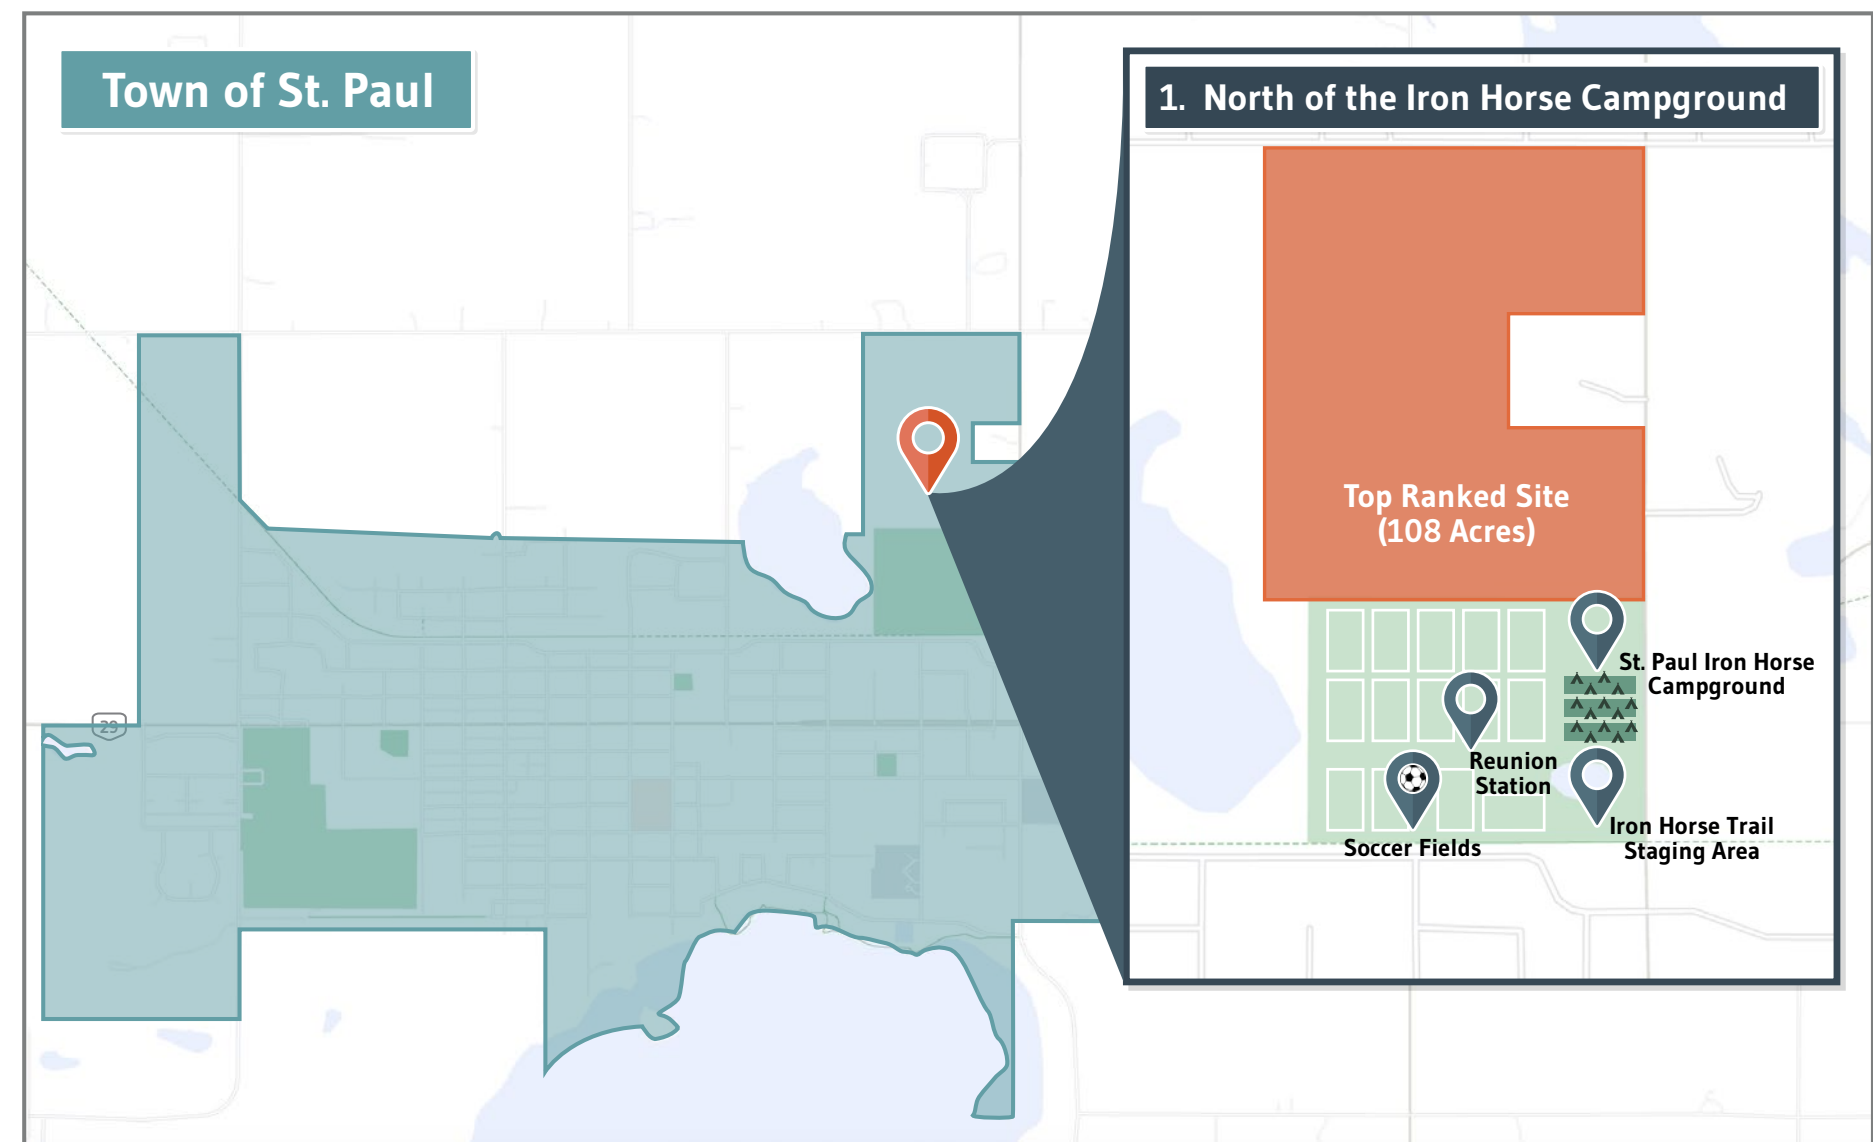 Town of St. Paul
1. North of the Iron Horse Campground
Top Ranked Site
(108 Acres)
St. Paul Iron Horse
Campground
Reunion
Station
Iron Horse Trail
Staging Area
Soccer Fields
29